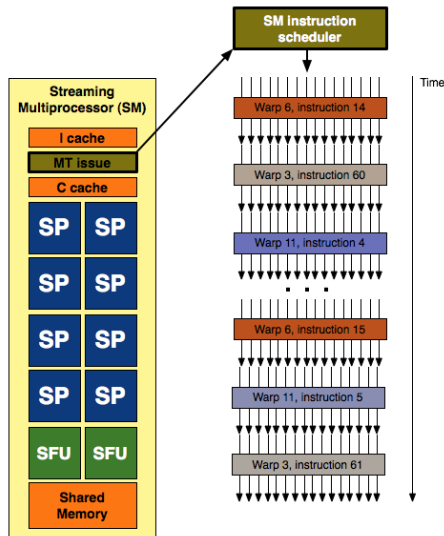 SM instruction
scheduler
Time
Streaming
Multiprocessor (SM)
I cache
MT issue
C cache
SP SP
SP SP
SP SP
SP SP
SFU SFU
Shared
Memory
Warp 6, instruction 14
Warp 3, instruction 60
Warp 11, instruction 4
. . .
Warp 6, instruction 15
Warp 11, instruction 5
Warp 3, instruction 61